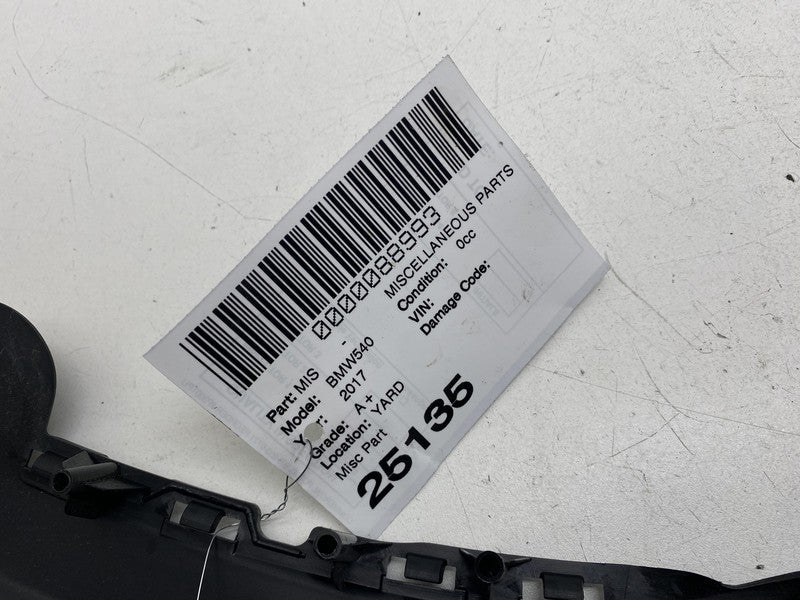 0000088993
Part: MIS - MISCELLANEOUS PARTS
Model: BMW540 Condition: 0cc
Year: 2017 VIN:
Grade: A+ Damage Code:
Location: YARD
Misc Part
25135